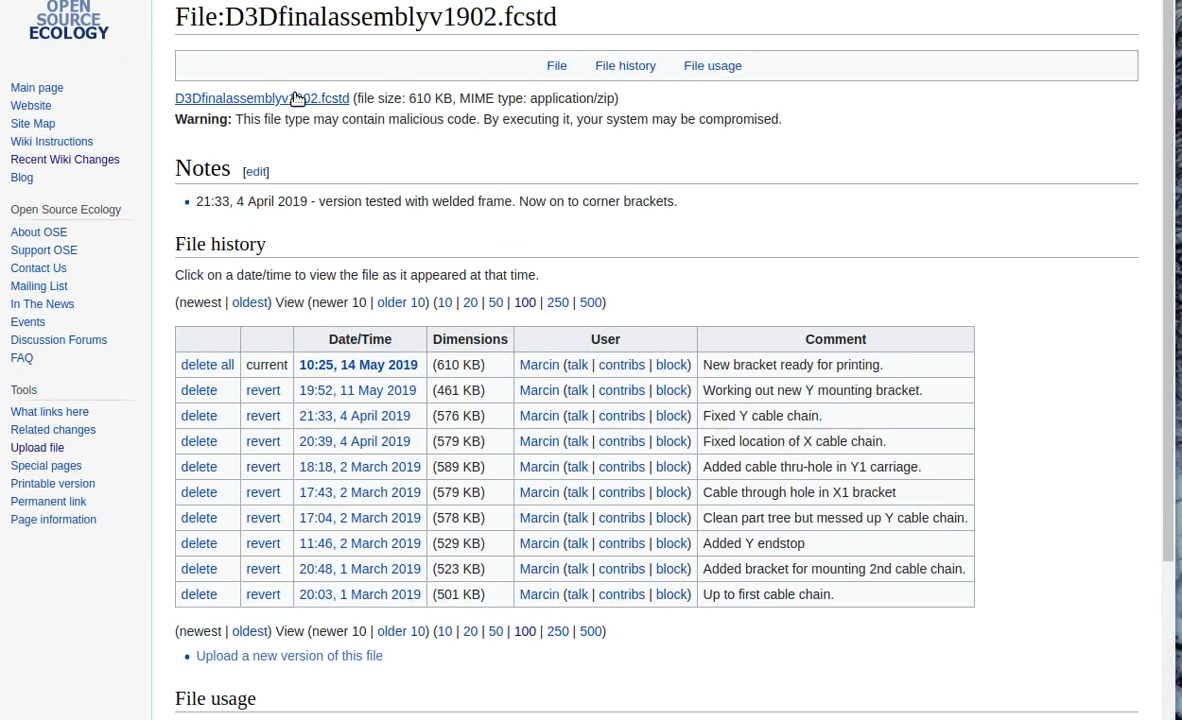 OPEN
SOURCE
ECOLOGY
Main page
Website
Site Map
Wiki Instructions
Recent Wiki Changes
Blog
Open Source Ecology
About OSE
Support OSE
Contact Us
Mailing List
In The News
Events
Discussion Forums
FAQ
Tools
What links here
Related changes
Upload file
Special pages
Printable version
Permanent link
Page information
File:D3Dfinalassemblyv1902.fcstd
File File history File usage
D3Dfinalassemblyv1902.fcstd (file size: 610 KB, MIME type: application/zip)
Warning: This file type may contain malicious code. By executing it, your system may be compromised.
Notes [edit]
21:33, 4 April 2019 - version tested with welded frame. Now on to corner brackets.
File history
Click on a date/time to view the file as it appeared at that time.
(newest | oldest) View (newer 10 | older 10) (10 | 20 | 50 | 100 | 250 | 500)
Date/Time Dimensions User Comment
delete all current 10:25, 14 May 2019 (610 KB) Marcin (talk | contribs | block) New bracket ready for printing.
delete revert 19:52, 11 May 2019 (461 KB) Marcin (talk | contribs | block) Working out new Y mounting bracket.
delete revert 21:33, 4 April 2019 (576 KB) Marcin (talk | contribs | block) Fixed Y cable chain.
delete revert 20:39, 4 April 2019 (579 KB) Marcin (talk | contribs | block) Fixed location of X cable chain.
delete revert 18:18, 2 March 2019 (589 KB) Marcin (talk | contribs | block) Added cable thru-hole in Y1 carriage.
delete revert 17:43, 2 March 2019 (579 KB) Marcin (talk | contribs | block) Cable through hole in X1 bracket
delete revert 17:04, 2 March 2019 (578 KB) Marcin (talk | contribs | block) Clean part tree but messed up Y cable chain.
delete revert 11:46, 2 March 2019 (529 KB) Marcin (talk | contribs | block) Added Y endstop
delete revert 20:48, 1 March 2019 (523 KB) Marcin (talk | contribs | block) Added bracket for mounting 2nd cable chain.
delete revert 20:03, 1 March 2019 (501 KB) Marcin (talk | contribs | block) Up to first cable chain.
(newest | oldest) View (newer 10 | older 10) (10 | 20 | 50 | 100 | 250 | 500)
Upload a new version of this file
File usage